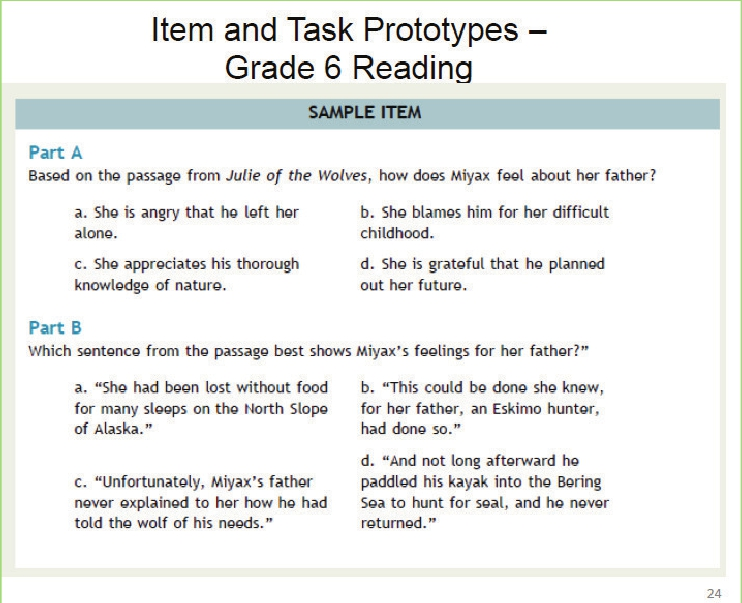 Item and Task Prototypes –
Grade 6 Reading
SAMPLE ITEM
Part A
Based on the passage from Julie of the Wolves, how does Miyax feel about her father?
a. She is angry that he left her
alone.
b. She blames him for her difficult
childhood.
c. She appreciates his thorough
knowledge of nature.
d. She is grateful that he planned
out her future.
Part B
Which sentence from the passage best shows Miyax's feelings for her father?"
a. "She had been lost without food
for many sleeps on the North Slope
of Alaska."
b. "This could be done she knew,
for her father, an Eskimo hunter,
had done so."
c. "Unfortunately, Miyax's father
never explained to her how he had
told the wolf of his needs."
d. "And not long afterward he
paddled his kayak into the Bering
Sea to hunt for seal, and he never
returned."
24